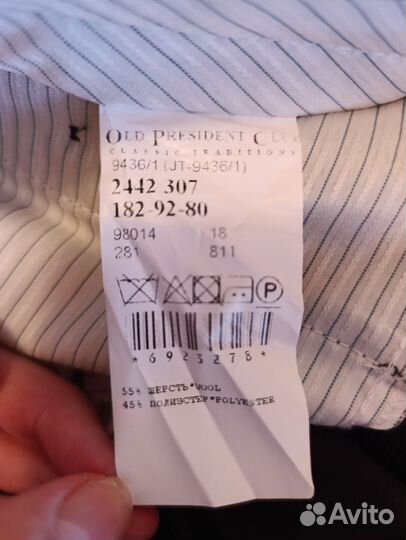 OLD PRESIDENT CLUB
CLASSIC TRADITIONS
9436/1 (JT-9436/1)
2442 307
182-92-80
98014 18
281 811
P
*6923278*
55% ШЕРСТЬ*WOOL
45% ПОЛИЭСТЕР*POLYESTER
Avito